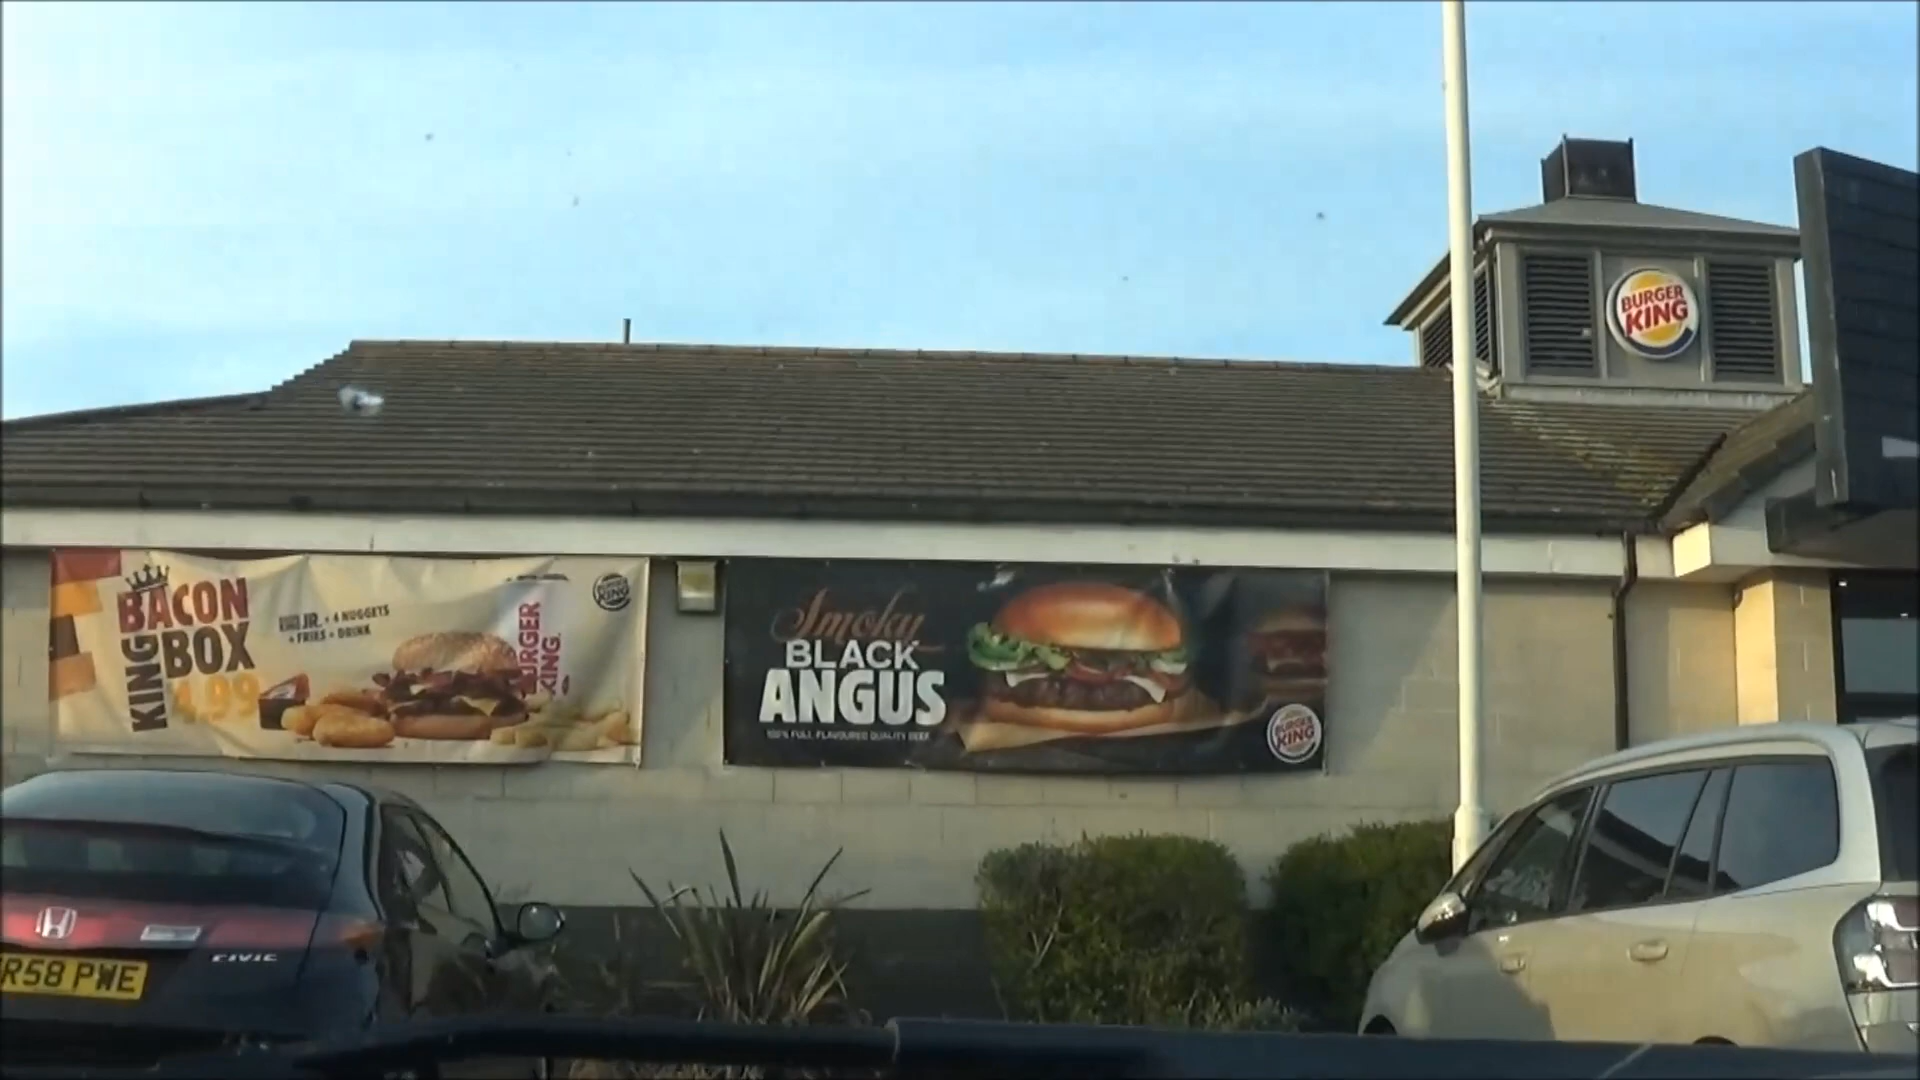 BURGER
KING
BACON
KING BOX
4.99
JR. + 4 NUGGETS
+ FRIES + DRINK
BURGER
KING.
BURGER
KING
Smoky
BLACK
ANGUS
100% FULL FLAVOURED QUALITY BEEF
BURGER
KING
CIVIC
R58 PWE